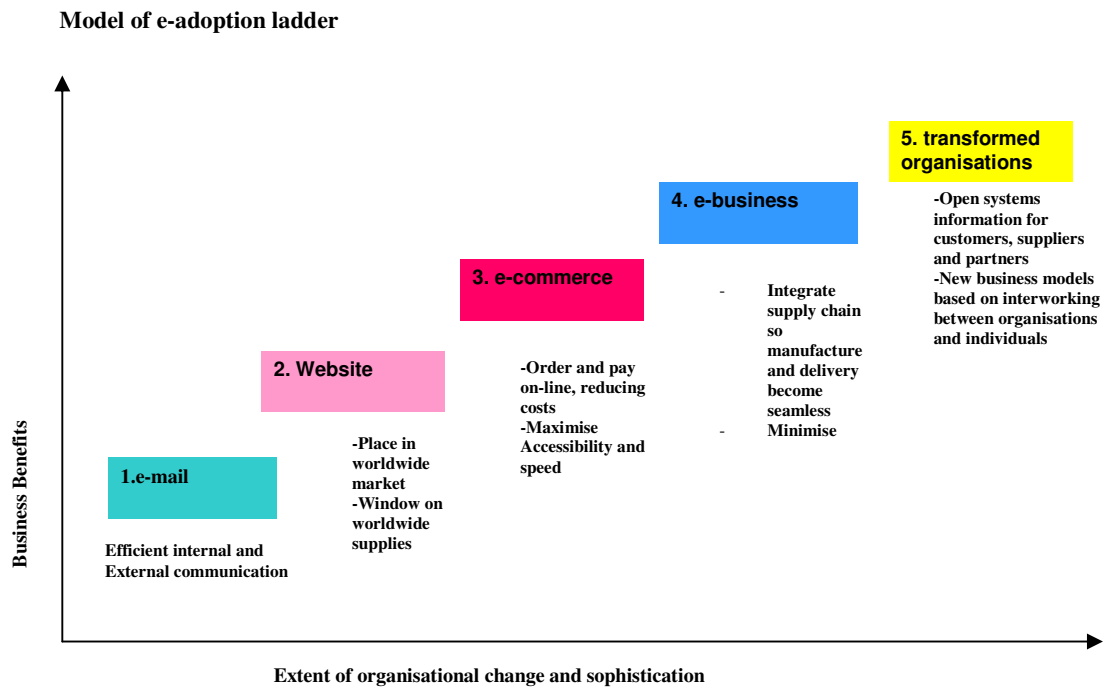 Model of e-adoption ladder
Business Benefits
1.e-mail
Efficient internal and
External communication
2. Website
-Place in
worldwide
market
-Window on
worldwide
supplies
3. e-commerce
-Order and pay
on-line, reducing
costs
-Maximise
Accessibility and
speed
4. e-business
- Integrate
supply chain
so
manufacture
and delivery
become
seamless
- Minimise
5. transformed
organisations
-Open systems
information for
customers, suppliers
and partners
-New business models
based on interworking
between organisations
and individuals
Extent of organisational change and sophistication